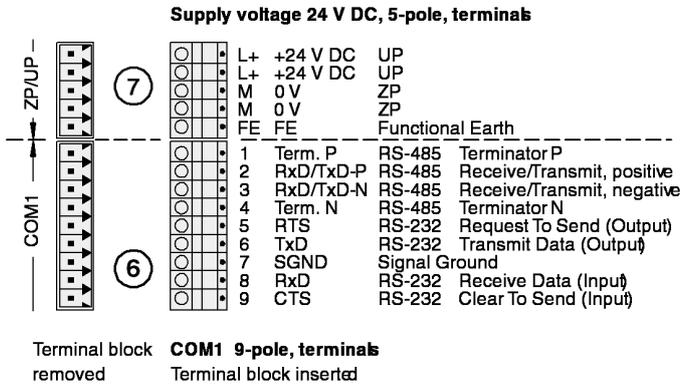 Supply voltage 24 V DC, 5-pole, terminals
ZP/UP
7
L+ +24 V DC UP
L+ +24 V DC UP
M 0 V ZP
M 0 V ZP
FE FE Functional Earth
COM1
6
1 Term. P RS-485 Terminator P
2 RxD/TxD-P RS-485 Receive/Transmit, positive
3 RxD/TxD-N RS-485 Receive/Transmit, negative
4 Term. N RS-485 Terminator N
5 RTS RS-232 Request To Send (Output)
6 TxD RS-232 Transmit Data (Output)
7 SGND Signal Ground
8 RxD RS-232 Receive Data (Input)
9 CTS RS-232 Clear To Send (Input)
Terminal block COM1 9-pole, terminals
removed Terminal block inserted